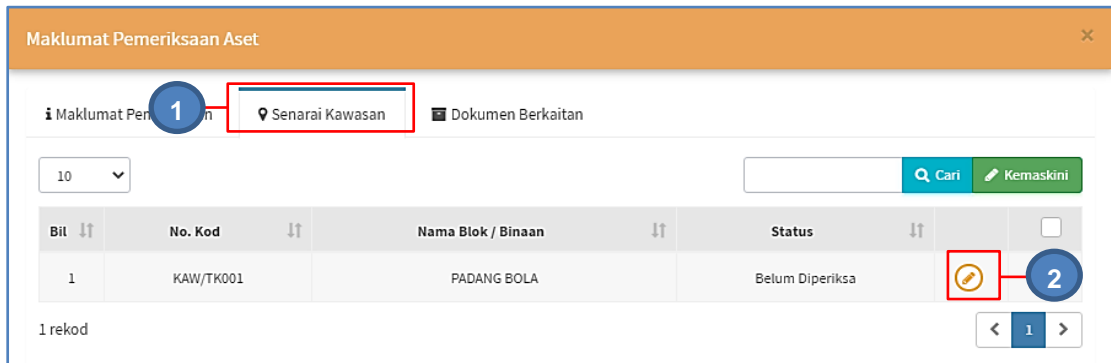 Maklumat Pemeriksaan Aset ×
i Maklumat Pem n 1 Senarai Kawasan Dokumen Berkaitan
10 Cari Kemaskini
Bil No. Kod Nama Blok / Binaan Status
1 KAW/TK001 PADANG BOLA Belum Diperiksa 2
1 rekod < 1 >